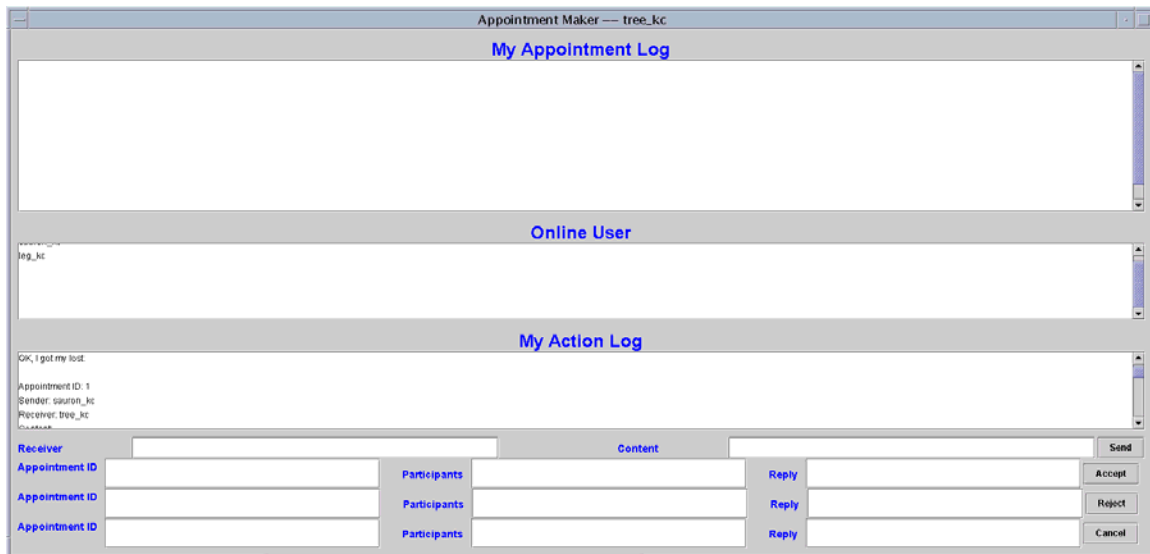 Appointment Maker –– tree_kc
My Appointment Log
Online User
leg_kc
My Action Log
OK, I got my lost
Appointment ID: 1
Sender: sauron_kc
Receiver: tree_kc
Receiver Content Send
Appointment ID Participants Reply Accept
Appointment ID Participants Reply Reject
Appointment ID Participants Reply Cancel